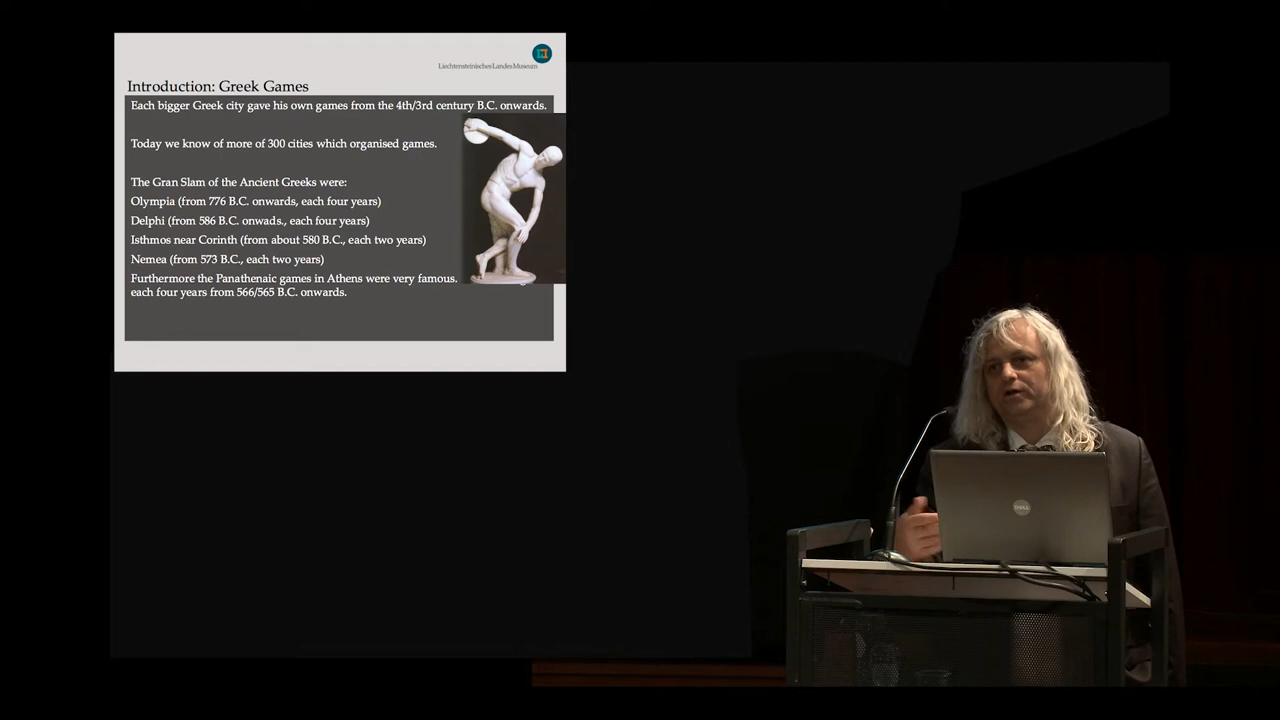 Liechtensteinisches Landes Museum
Introduction: Greek Games
Each bigger Greek city gave his own games from the 4th/3rd century B.C. onwards.
Today we know of more of 300 cities which organised games.
The Gran Slam of the Ancient Greeks were:
Olympia (from 776 B.C. onwards, each four years)
Delphi (from 586 B.C. onwads., each four years)
Isthmos near Corinth (from about 580 B.C., each two years)
Nemea (from 573 B.C., each two years)
Furthermore the Panathenaic games in Athens were very famous.
each four years from 566/565 B.C. onwards.
DELL